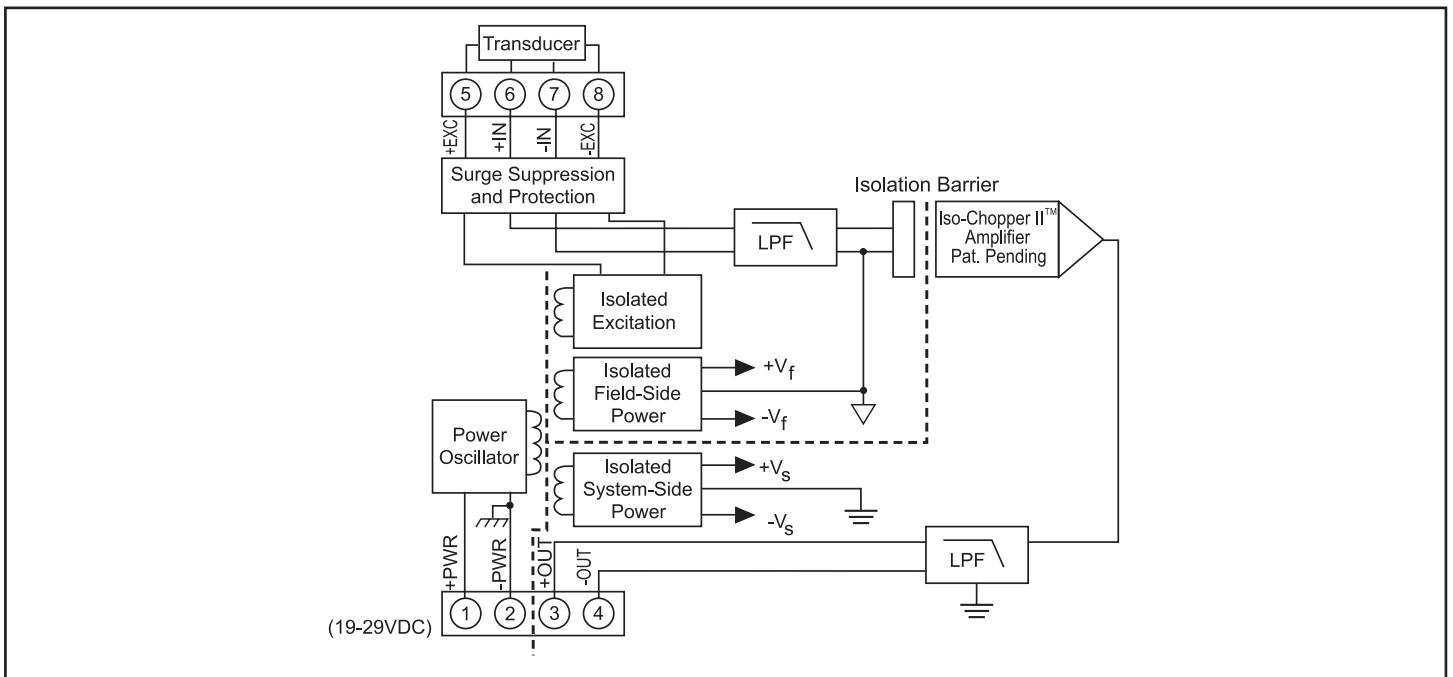 Transducer
5 6 7 8
+EXC
+IN
-IN
-EXC
Surge Suppression
and Protection
Isolation Barrier
LPF
Iso-Chopper II™
Amplifier
Pat. Pending
Isolated
Excitation
Isolated
Field-Side
Power
+Vf
-Vf
Power
Oscillator
Isolated
System-Side
Power
+Vs
-Vs
+PWR
-PWR
+OUT
-OUT
LPF
(19-29VDC)
1 2 3 4